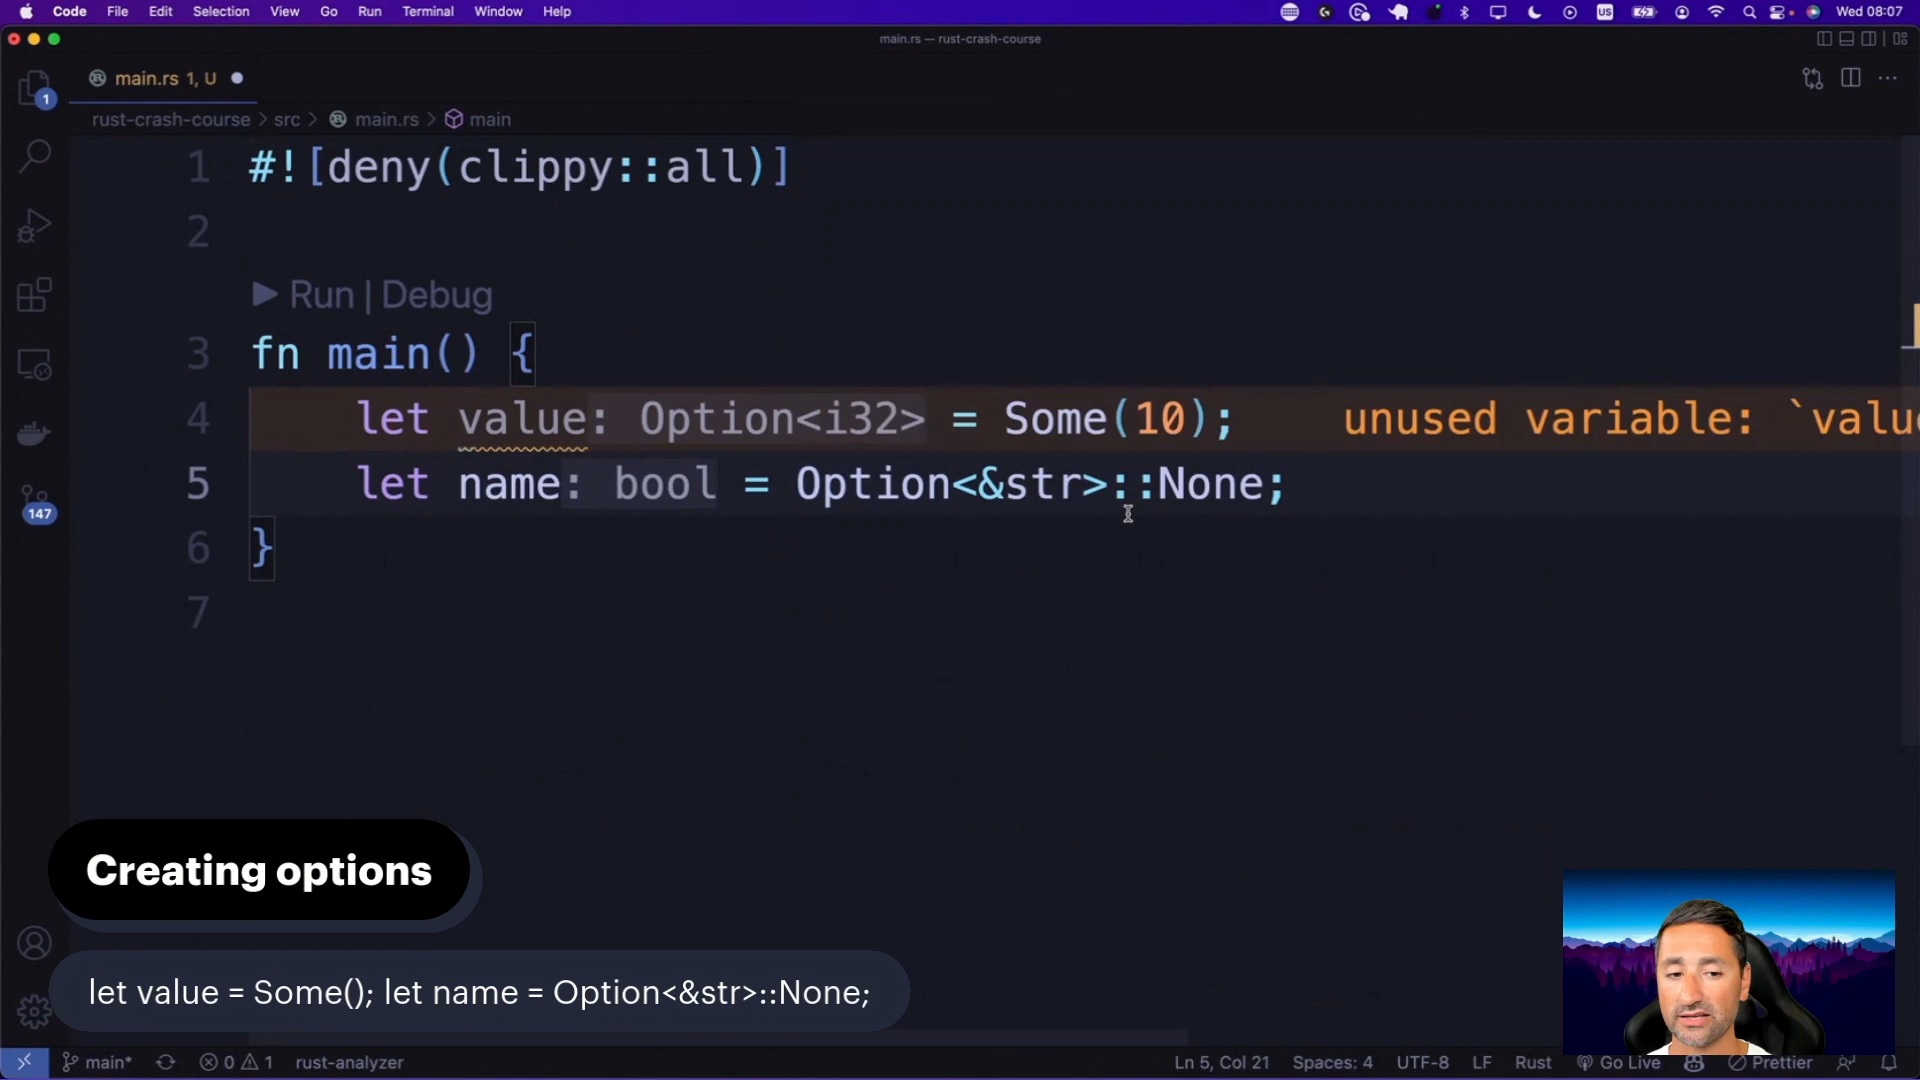 Code File Edit Selection View Go Run Terminal Window Help US Wed 08:07
main.rs — rust-crash-course
1 main.rs 1, U
rust-crash-course > src > main.rs > main
1 #![deny(clippy::all)]
2
Run | Debug
3 fn main() {
4 let value: Option<i32> = Some(10); unused variable: `valu
5 let name: bool = Option<&str>::None;
6 }
7
147
Creating options
let value = Some(); let name = Option<&str>::None;
main* 0 1 rust-analyzer Ln 5, Col 21 Spaces: 4 UTF-8 LF Rust Go Live Prettier